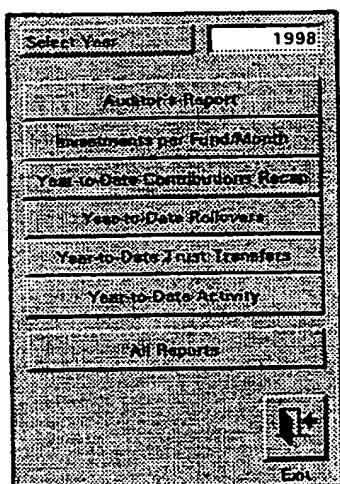 Select Year 1998
Auditor's Report
Investments per Fund/Month
Year-to-Date Contributions Recap
Year-to-Date Rollovers
Year-to-Date Trust Transfers
Year-to-Date Activity
All Reports
Exit